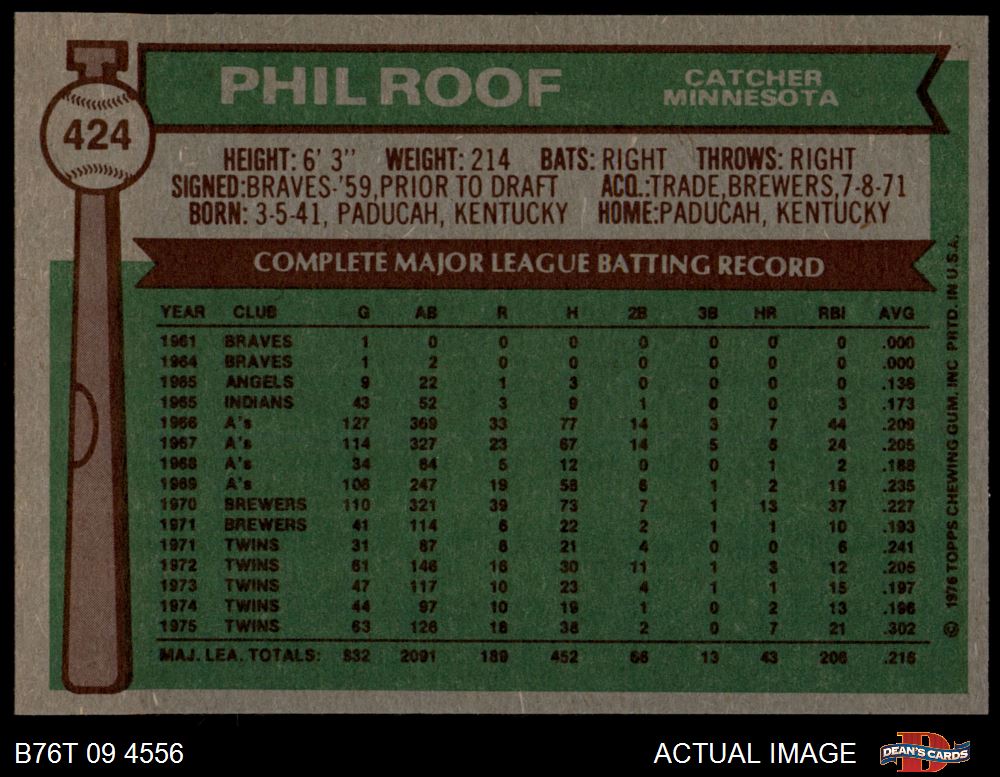 PHIL ROOF
CATCHER
MINNESOTA
424
HEIGHT: 6' 3" WEIGHT: 214 BATS: RIGHT THROWS: RIGHT
SIGNED:BRAVES-'59,PRIOR TO DRAFT ACQ.:TRADE,BREWERS,7-8-71
BORN: 3-5-41, PADUCAH, KENTUCKY HOME:PADUCAH, KENTUCKY
COMPLETE MAJOR LEAGUE BATTING RECORD
YEAR CLUB G AB R H 2B 3B HR RBI AVG
1961 BRAVES 1 0 0 0 0 0 0 0 .000
1964 BRAVES 1 2 0 0 0 0 0 0 .000
1965 ANGELS 9 22 1 3 0 0 0 0 .136
1965 INDIANS 43 52 3 9 1 0 0 3 .173
1966 A's 127 369 33 77 14 3 7 44 .209
1967 A's 114 327 23 67 14 5 6 24 .205
1968 A's 34 64 5 12 0 0 1 2 .188
1969 A's 106 247 19 58 6 1 2 19 .235
1970 BREWERS 110 321 39 73 7 1 13 37 .227
1971 BREWERS 41 114 6 22 2 1 1 10 .193
1971 TWINS 31 87 6 21 4 0 0 6 .241
1972 TWINS 61 146 16 30 11 1 3 12 .205
1973 TWINS 47 117 10 23 4 1 1 15 .197
1974 TWINS 44 97 10 19 1 0 2 13 .196
1975 TWINS 63 126 18 38 2 0 7 21 .302
MAJ. LEA. TOTALS: 832 2091 189 452 66 13 43 206 .216
© 1976 TOPPS CHEWING GUM, INC PRTD. IN U.S.A.
B76T 09 4556
ACTUAL IMAGE
D
DEAN'S CARDS